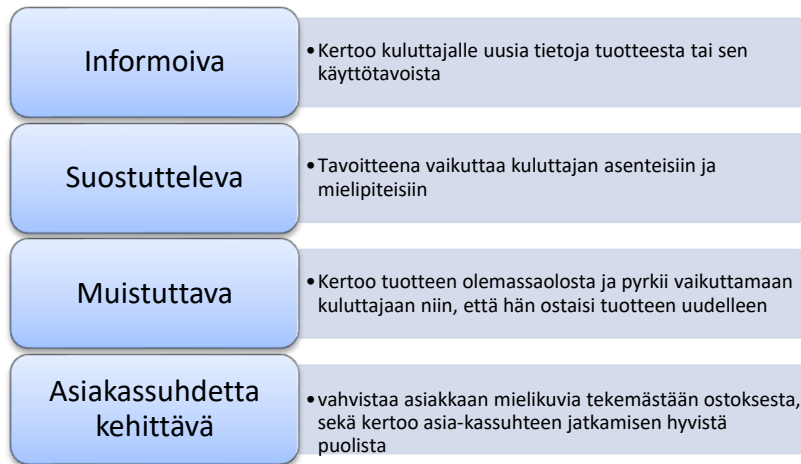 Informoiva
•Kertoo kuluttajalle uusia tietoja tuotteesta tai sen
käyttötavoista
Suostutteleva
•Tavoitteena vaikuttaa kuluttajan asenteisiin ja
mielipiteisiin
Muistuttava
•Kertoo tuotteen olemassaolosta ja pyrkii vaikuttamaan
kuluttajaan niin, että hän ostaisi tuotteen uudelleen
Asiakassuhdetta
kehittävä
•vahvistaa asiakkaan mielikuvia tekemästään ostoksesta,
sekä kertoo asia-kassuhteen jatkamisen hyvistä
puolista